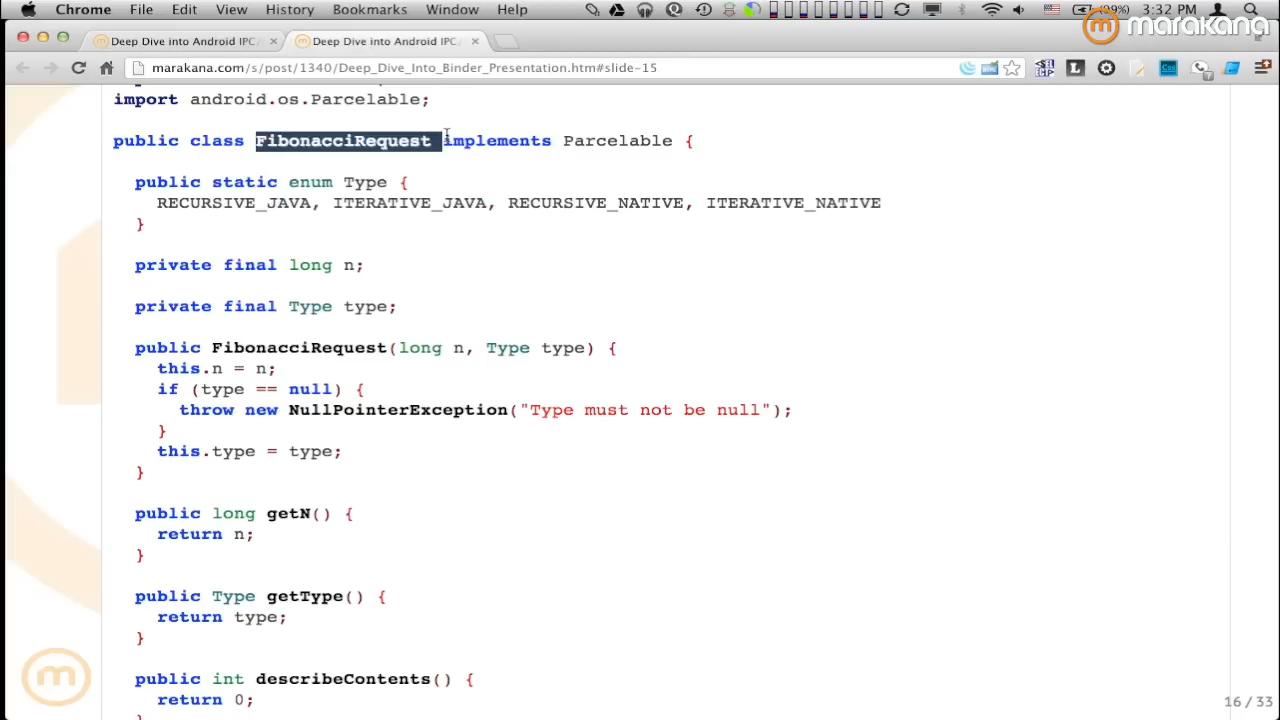 Chrome File Edit View History Bookmarks Window Help (99%) 3:32 PM
marakana
Deep Dive into Android IPC/ Deep Dive into Android IPC/
marakana.com/s/post/1340/Deep_Dive_Into_Binder_Presentation.htm#slide-15
import android.os.Parcelable;
public class FibonacciRequest implements Parcelable {
public static enum Type {
RECURSIVE_JAVA, ITERATIVE_JAVA, RECURSIVE_NATIVE, ITERATIVE_NATIVE
}
private final long n;
private final Type type;
public FibonacciRequest(long n, Type type) {
this.n = n;
if (type == null) {
throw new NullPointerException("Type must not be null");
}
this.type = type;
}
public long getN() {
return n;
}
public Type getType() {
return type;
}
public int describeContents() {
return 0;
}
16 / 33